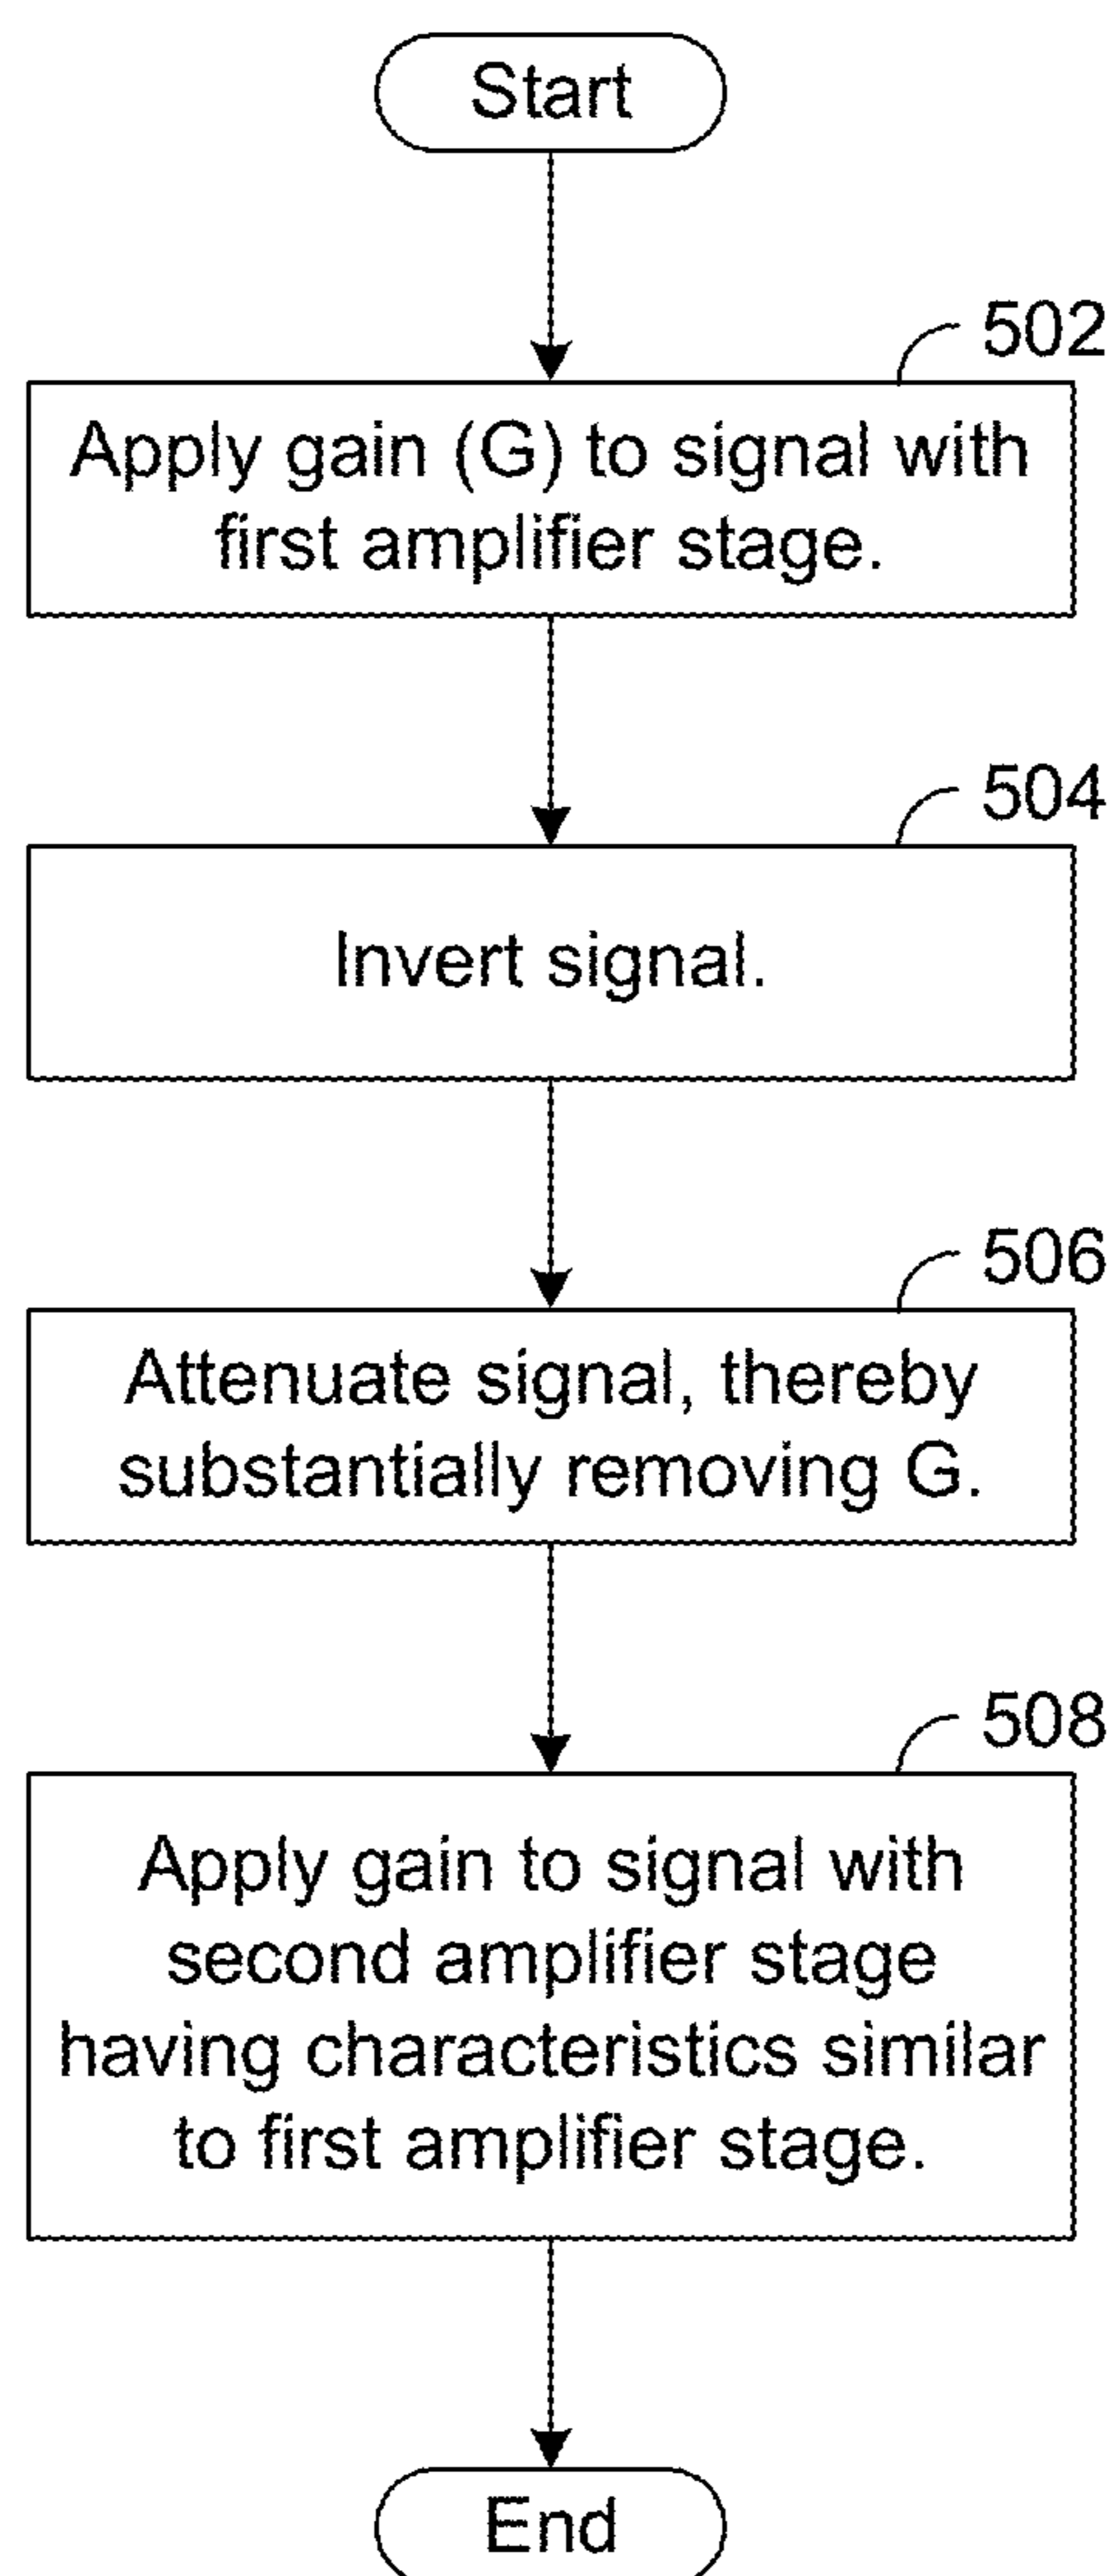 Start
502
Apply gain (G) to signal with
first amplifier stage.
504
Invert signal.
506
Attenuate signal, thereby
substantially removing G.
508
Apply gain to signal with
second amplifier stage
having characteristics similar
to first amplifier stage.
End